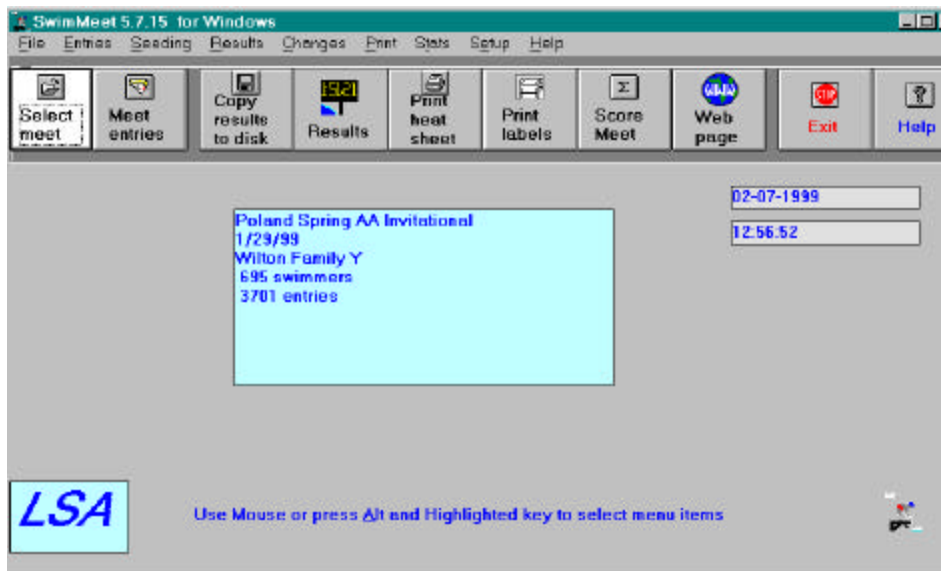 SwimMeet 5.7.15 for Windows
File Entries Seeding Results Changes Print Stats Setup Help
Select meet
Meet entries
Copy results to disk
15:21
Results
Print heat sheet
Print labels
Σ
Score Meet
WWW
Web page
STOP
Exit
?
Help
02-07-1999
12:56:52
Poland Spring AA Invitational
1/29/99
Wilton Family Y
695 swimmers
3701 entries
LSA
Use Mouse or press Alt and Highlighted key to select menu items